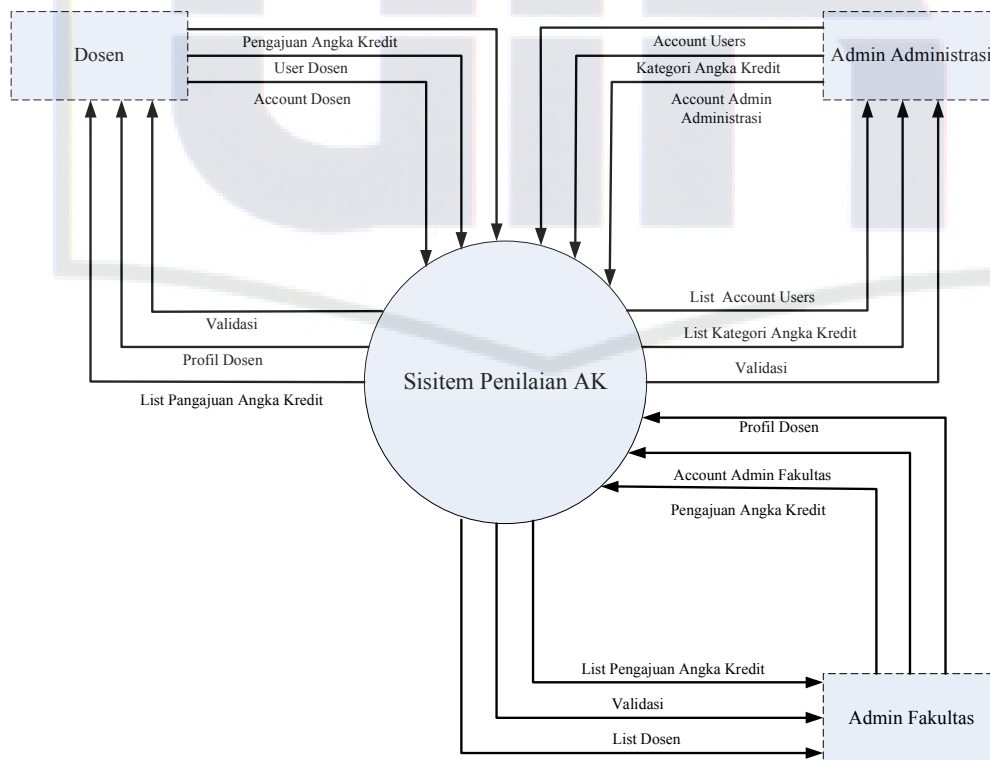 Dosen
Pengajuan Angka Kredit
User Dosen
Account Dosen
Account Users
Kategori Angka Kredit
Account Admin
Administrasi
Admin Administrasi
Validasi
Profil Dosen
List Pangajuan Angka Kredit
Sisitem Penilaian AK
List Account Users
List Kategori Angka Kredit
Validasi
Profil Dosen
Account Admin Fakultas
Pengajuan Angka Kredit
List Pengajuan Angka Kredit
Validasi
List Dosen
Admin Fakultas